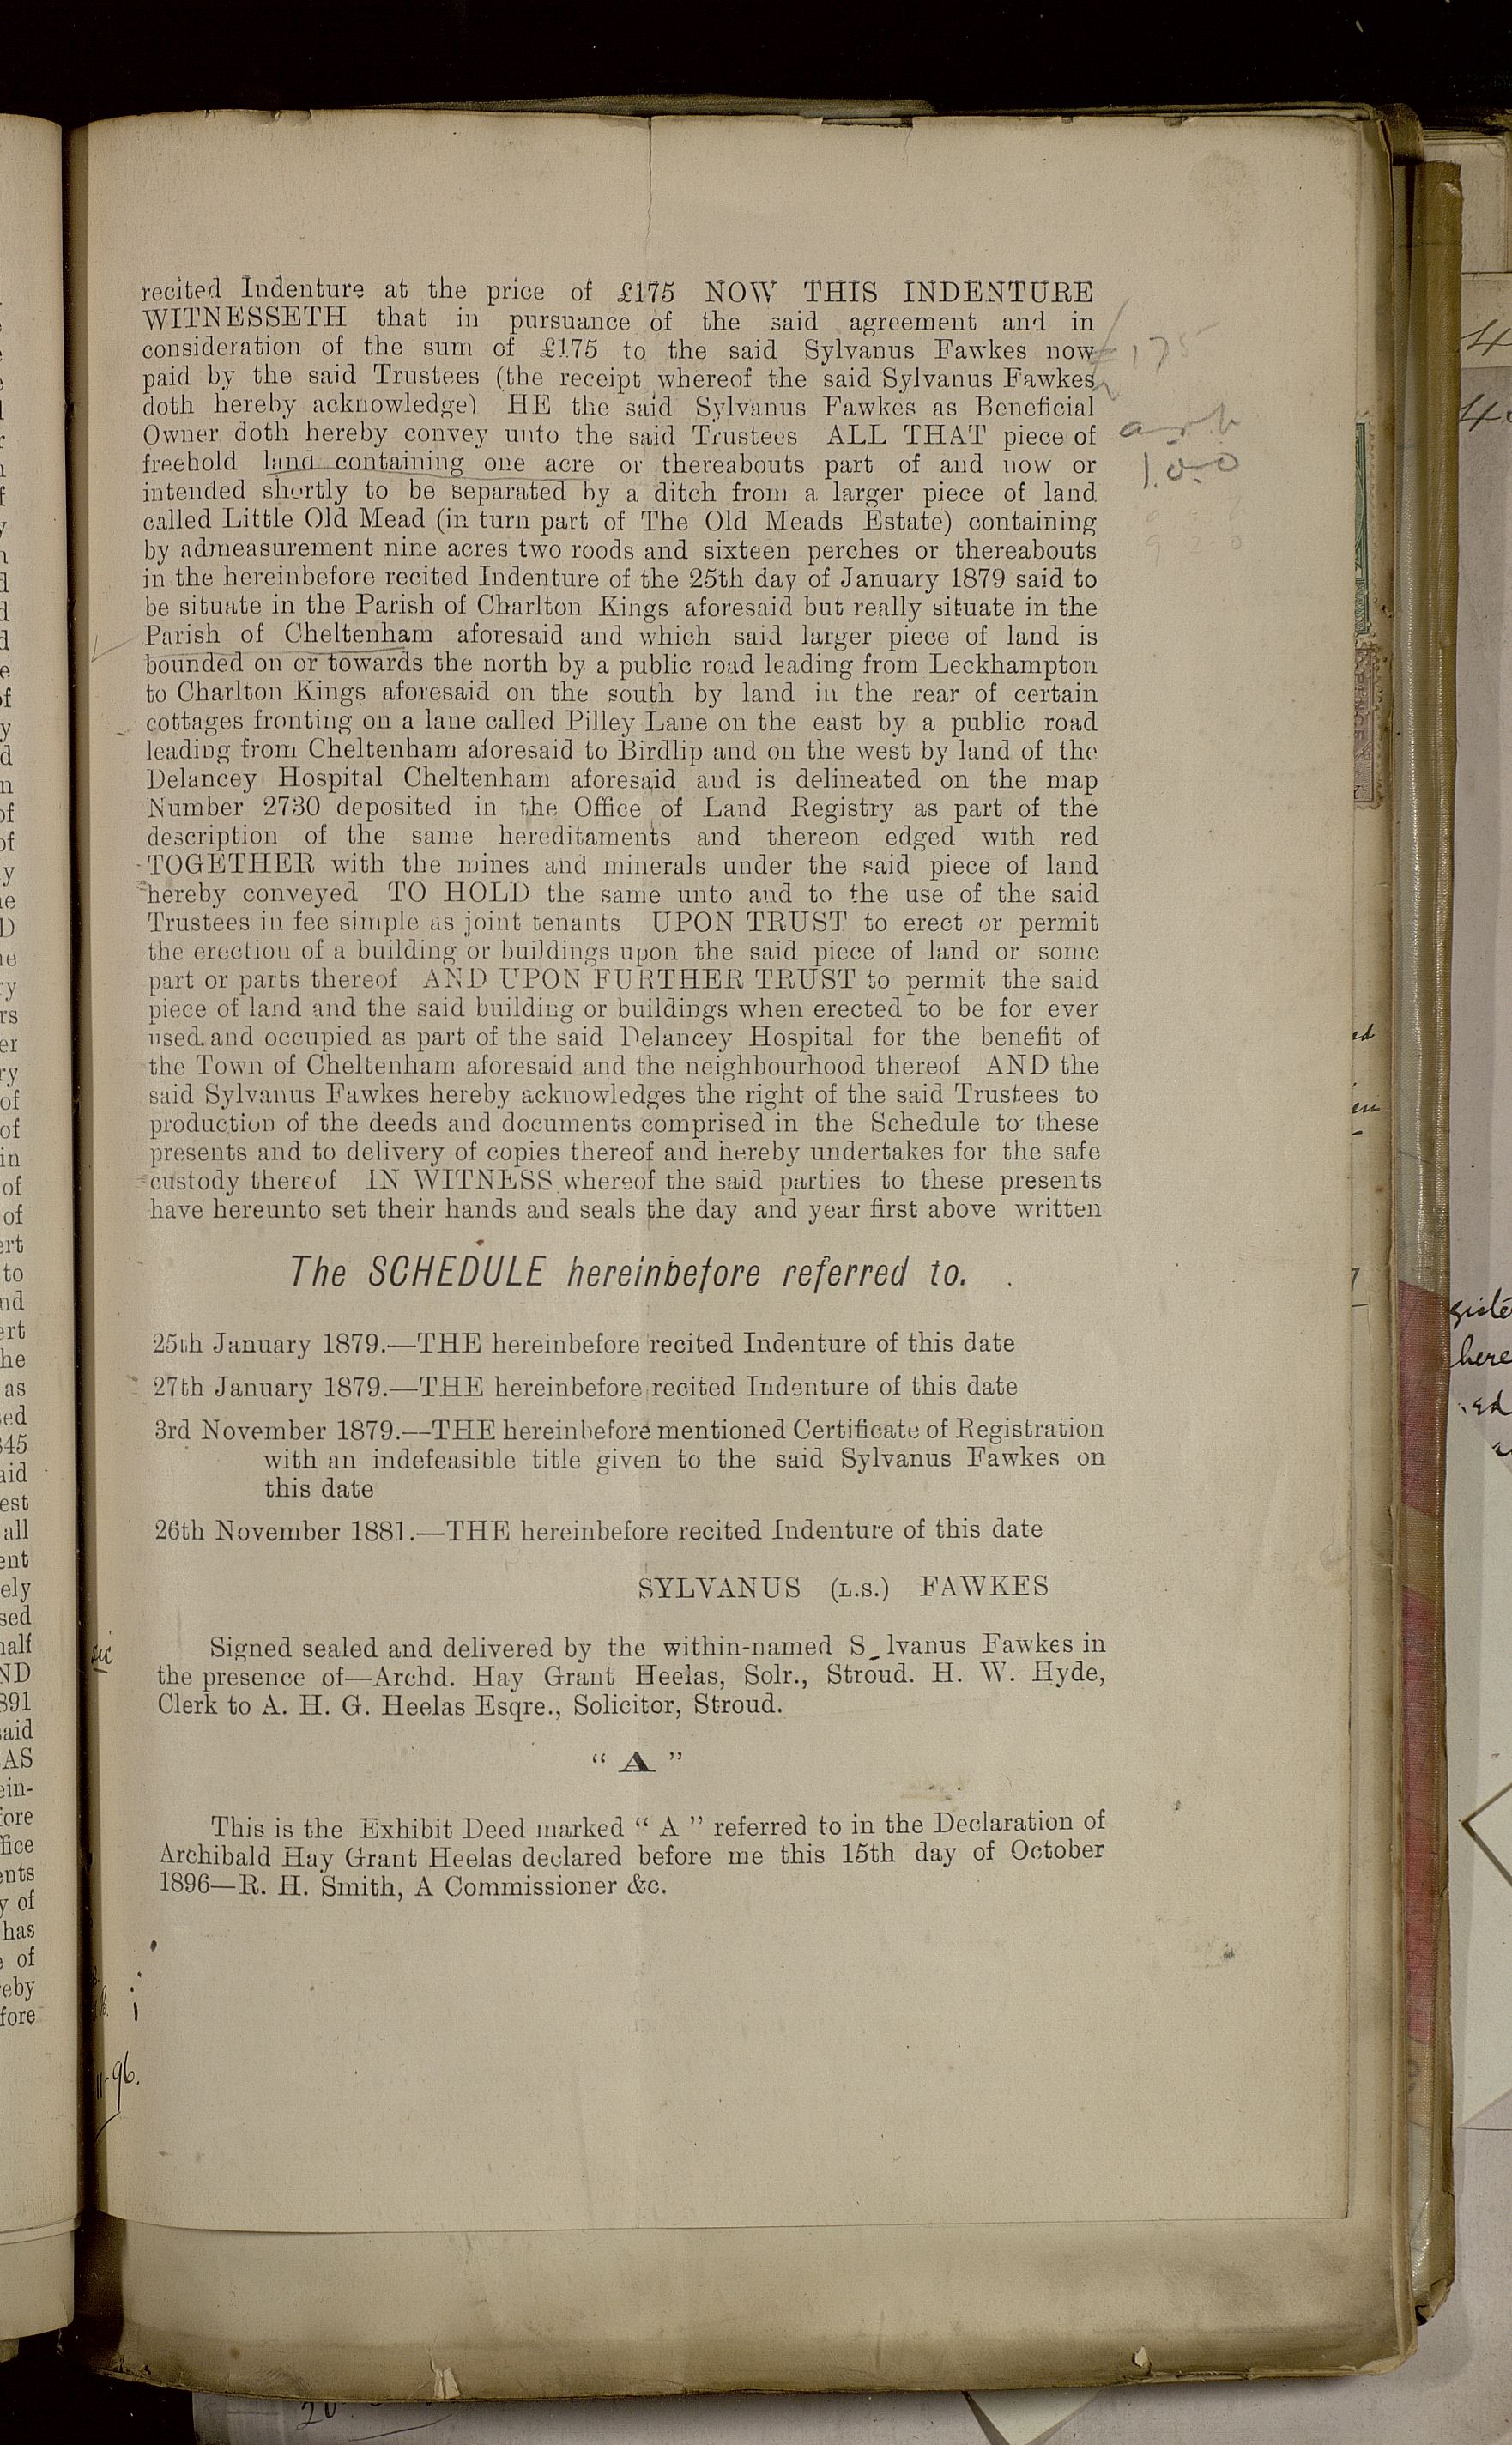 recited Indenture at the price of £175 NOW THIS INDENTURE
WITNESSETH that in pursuance of the said agreement and in
consideration of the sum of £175 to the said Sylvanus Fawkes now
paid by the said Trustees (the receipt whereof the said Sylvanus Fawkes
doth hereby acknowledge) HE the said Sylvanus Fawkes as Beneficial
Owner doth hereby convey unto the said Trustees ALL THAT piece of
freehold land containing one acre or thereabouts part of and now or
intended shortly to be separated by a ditch from a larger piece of land
called Little Old Mead (in turn part of The Old Meads Estate) containing
by admeasurement nine acres two roods and sixteen perches or thereabouts
in the hereinbefore recited Indenture of the 25th day of January 1879 said to
be situate in the Parish of Charlton Kings aforesaid but really situate in the
Parish of Cheltenham aforesaid and which said larger piece of land is
bounded on or towards the north by a public road leading from Leckhampton
to Charlton Kings aforesaid on the south by land in the rear of certain
cottages fronting on a lane called Pilley Lane on the east by a public road
leading from Cheltenham aforesaid to Birdlip and on the west by land of the
Delancey Hospital Cheltenham aforesaid and is delineated on the map
Number 2730 deposited in the Office of Land Registry as part of the
description of the same hereditaments and thereon edged with red
TOGETHER with the mines and minerals under the said piece of land
hereby conveyed TO HOLD the same unto and to the use of the said
Trustees in fee simple as joint tenants UPON TRUST to erect or permit
the erection of a building or buildings upon the said piece of land or some
part or parts thereof AND UPON FURTHER TRUST to permit the said
piece of land and the said building or buildings when erected to be for ever
used and occupied as part of the said Delancey Hospital for the benefit of
the Town of Cheltenham aforesaid and the neighbourhood thereof AND the
said Sylvanus Fawkes hereby acknowledges the right of the said Trustees to
production of the deeds and documents comprised in the Schedule to these
presents and to delivery of copies thereof and hereby undertakes for the safe
custody thereof IN WITNESS whereof the said parties to these presents
have hereunto set their hands and seals the day and year first above written
The SCHEDULE hereinbefore referred to.
25th January 1879.—THE hereinbefore recited Indenture of this date
27th January 1879.—THE hereinbefore recited Indenture of this date
3rd November 1879.—THE hereinbefore mentioned Certificate of Registration
with an indefeasible title given to the said Sylvanus Fawkes on
this date
26th November 1881.—THE hereinbefore recited Indenture of this date
SYLVANUS (L.S.) FAWKES
sic
Signed sealed and delivered by the within-named S_lvanus Fawkes in
the presence of—Archd. Hay Grant Heelas, Solr., Stroud. H. W. Hyde,
Clerk to A. H. G. Heelas Esqre., Solicitor, Stroud.
" A "
This is the Exhibit Deed marked " A " referred to in the Declaration of
Archibald Hay Grant Heelas declared before me this 15th day of October
1896—R. H. Smith, A Commissioner &c.
£175
a r p
1.0.0
96.